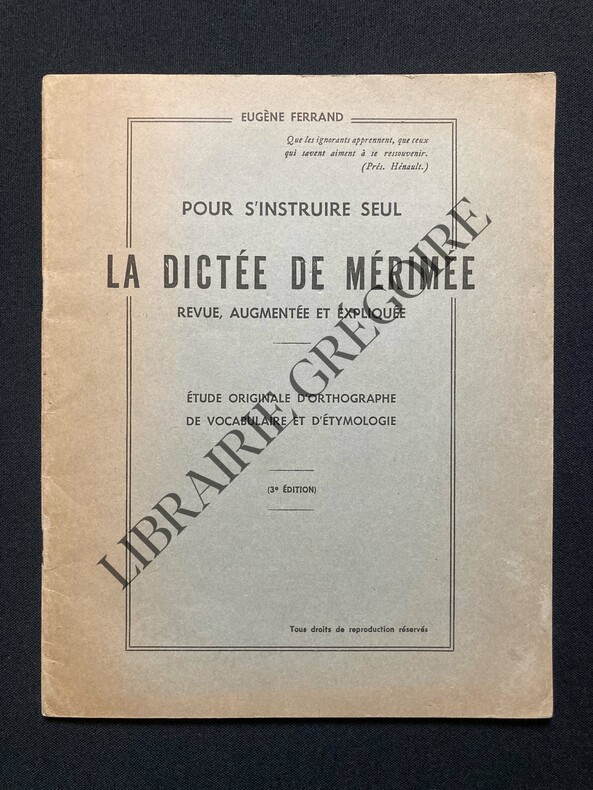 EUGÈNE FERRAND
Que les ignorants apprennent, que ceux
qui savent aiment à se ressouvenir.
(Prés. Hénault.)
POUR S'INSTRUIRE SEUL
LA DICTÉE DE MÉRIMÉE
REVUE, AUGMENTÉE ET EXPLIQUÉE
ÉTUDE ORIGINALE D'ORTHOGRAPHE
DE VOCABULAIRE ET D'ÉTYMOLOGIE
(3e ÉDITION)
Tous droits de reproduction réservés
LIBRAIRIE GRÉGOIRE